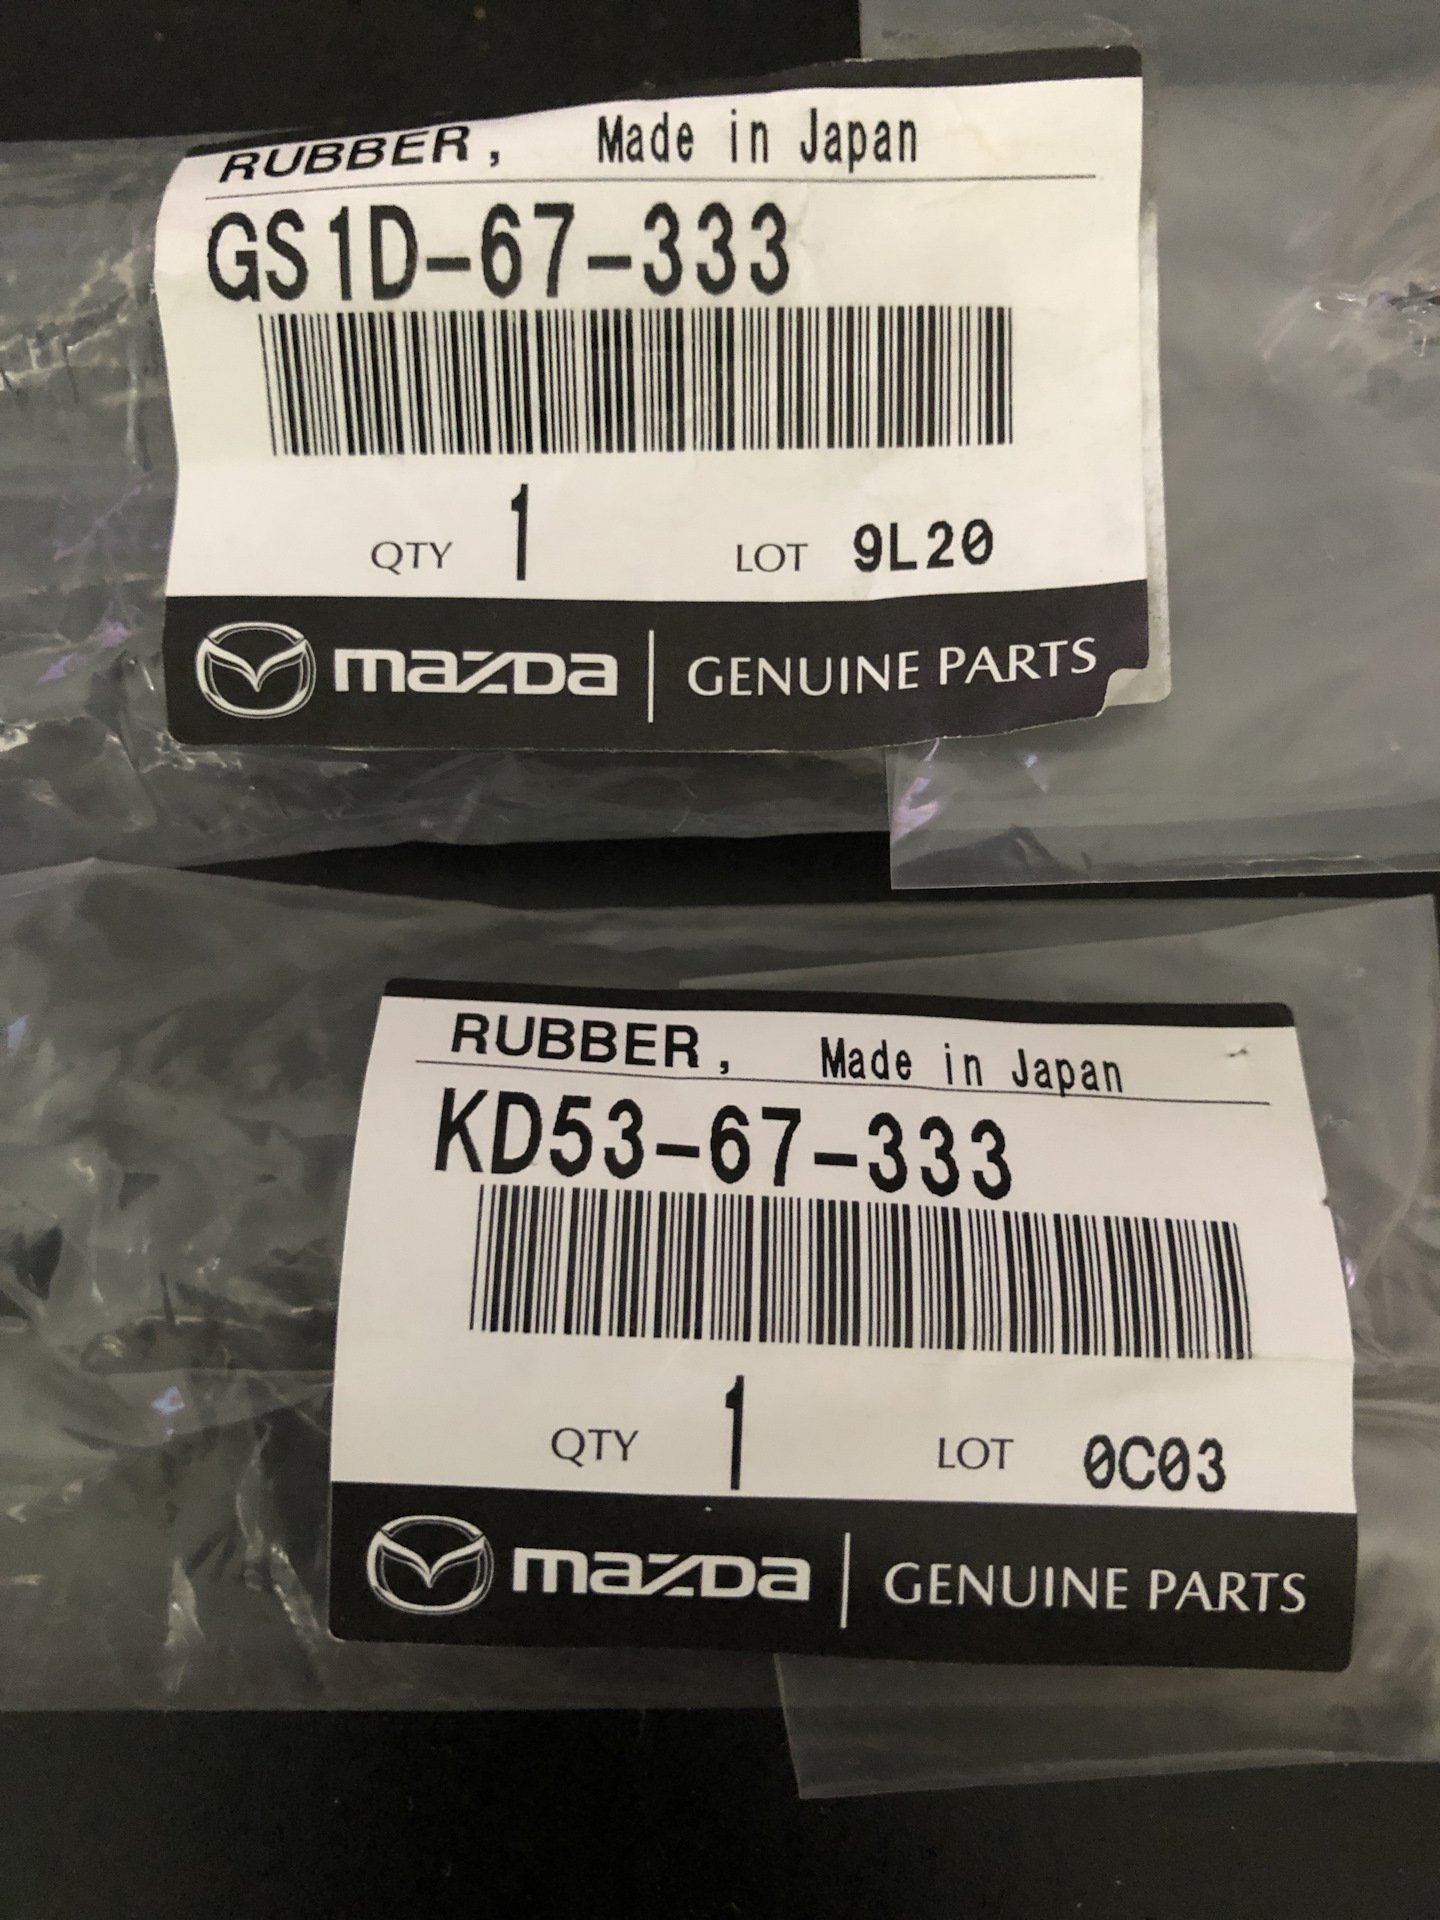 RUBBER, Made in Japan
GS1D-67-333
QTY 1 LOT 9L20
mazda | GENUINE PARTS
RUBBER, Made in Japan
KD53-67-333
QTY 1 LOT 0C03
mazda | GENUINE PARTS